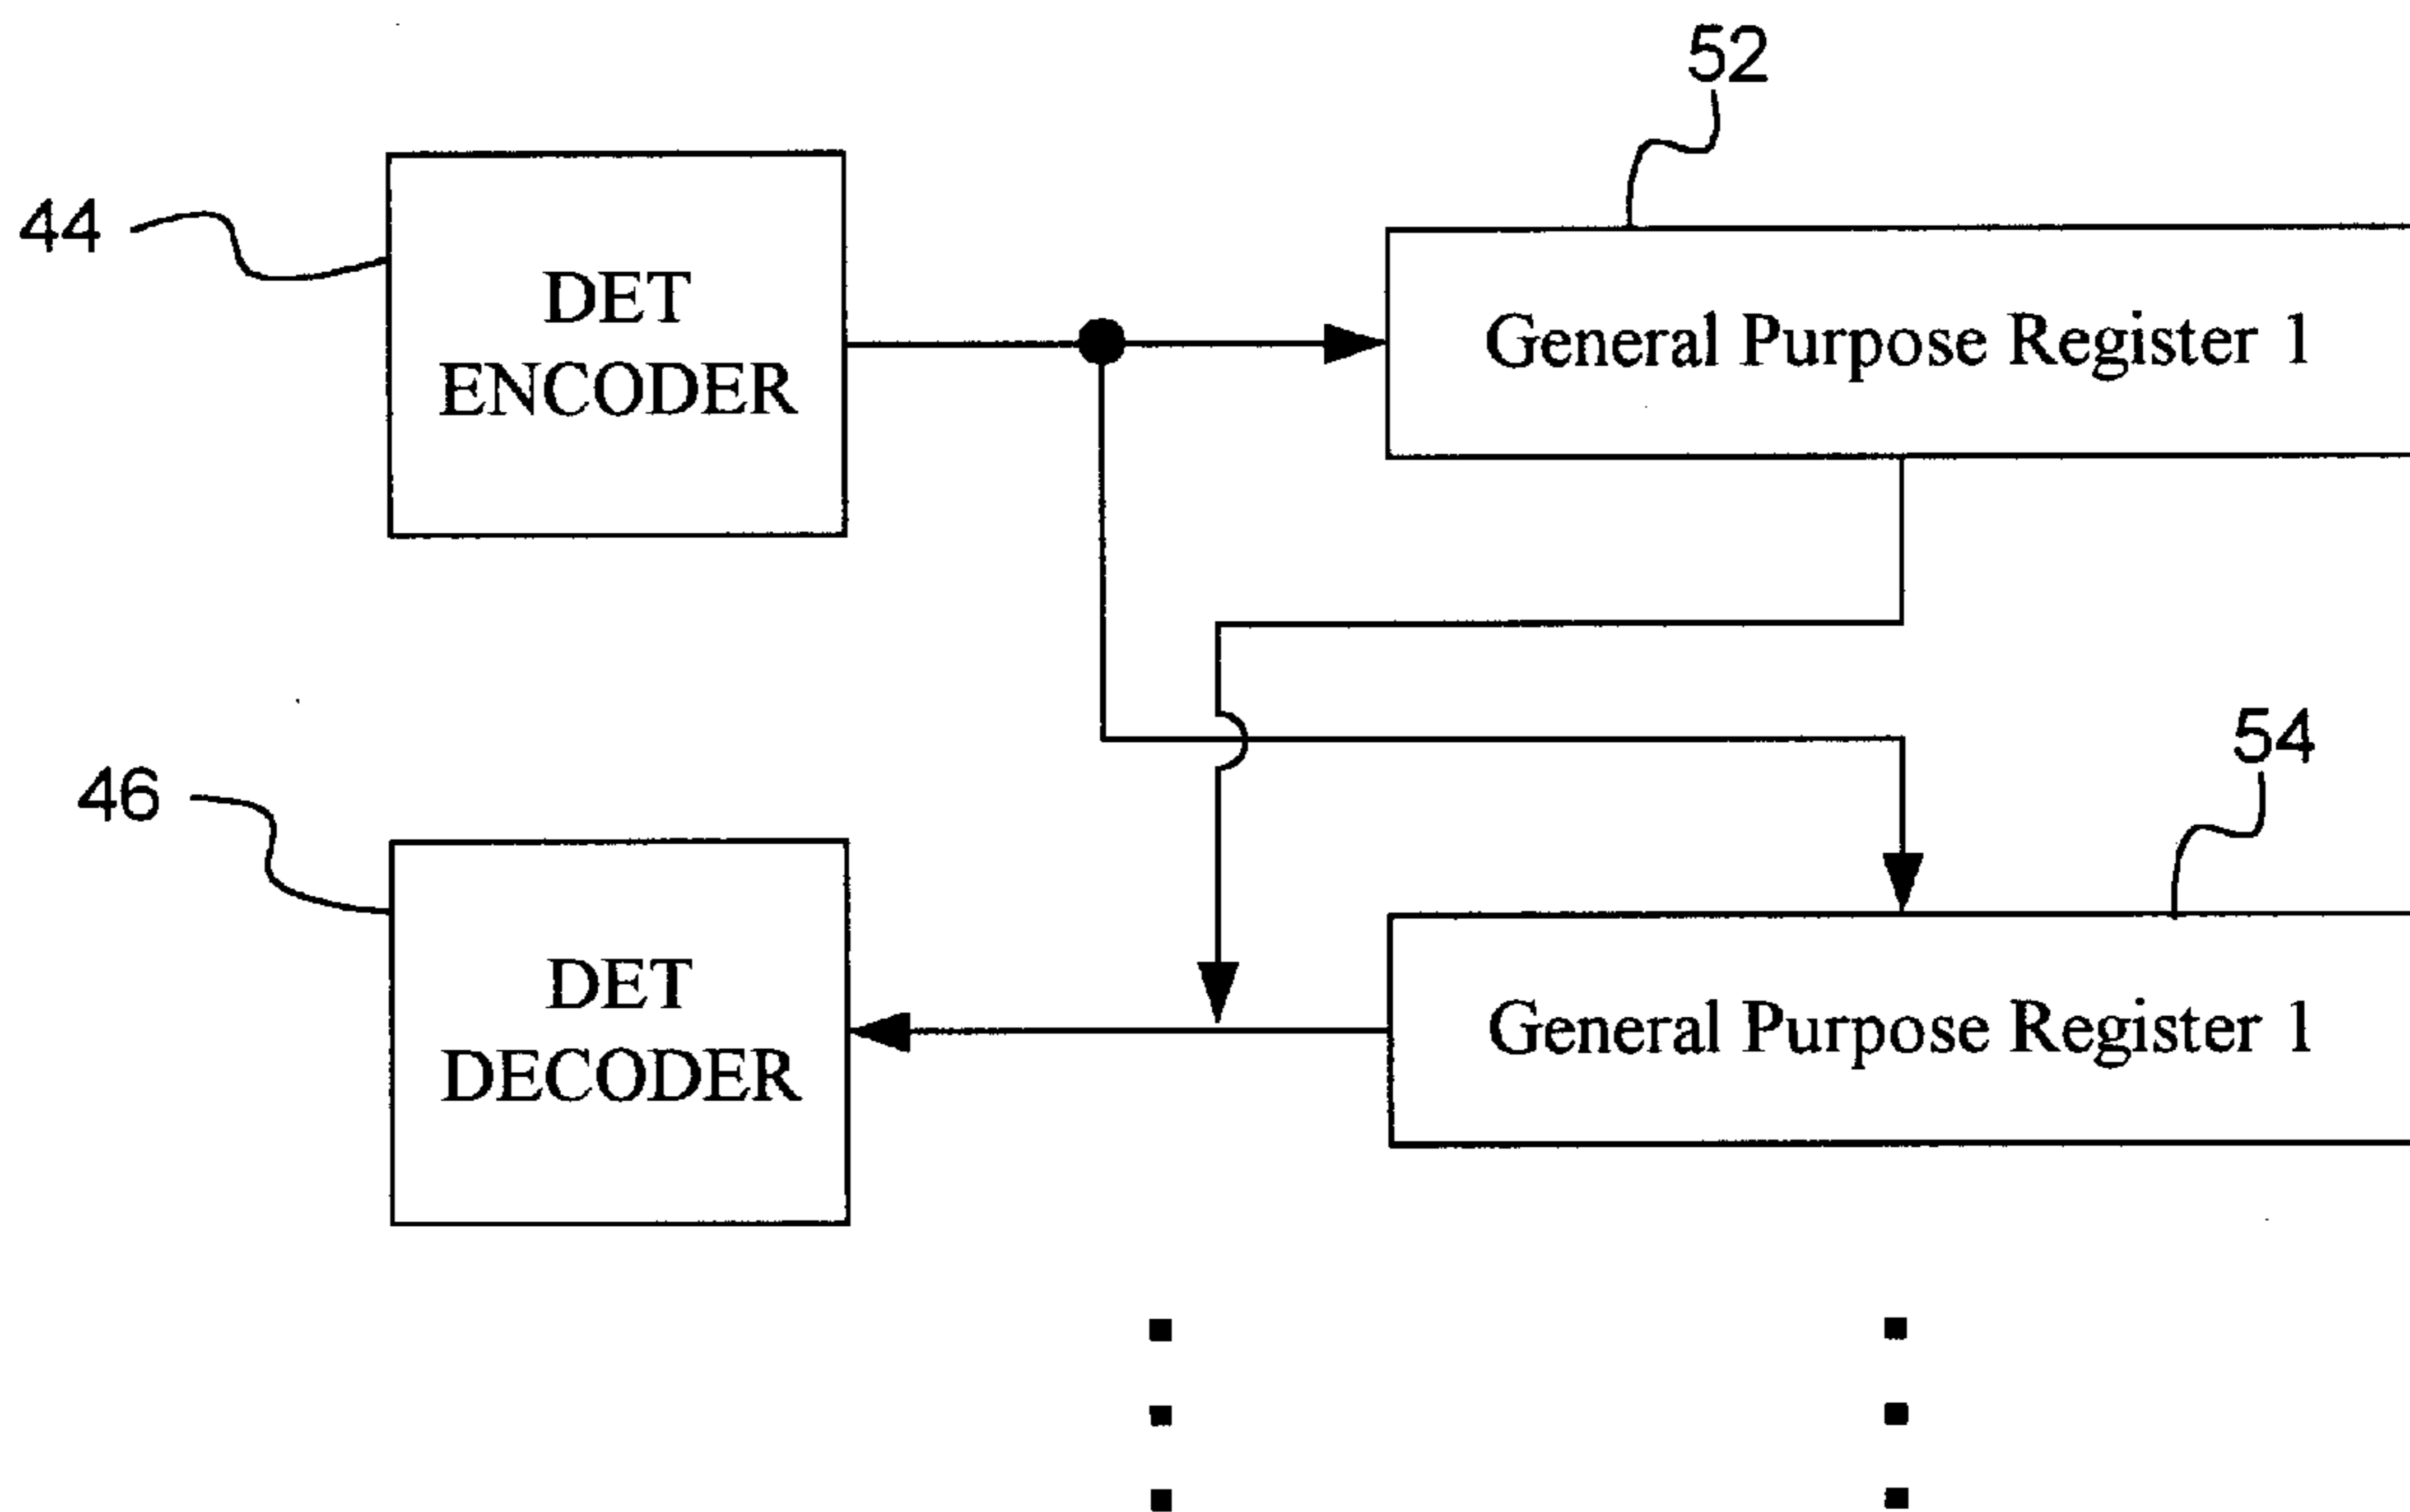 52
44
DET
ENCODER
General Purpose Register 1
54
46
DET
DECODER
General Purpose Register 1